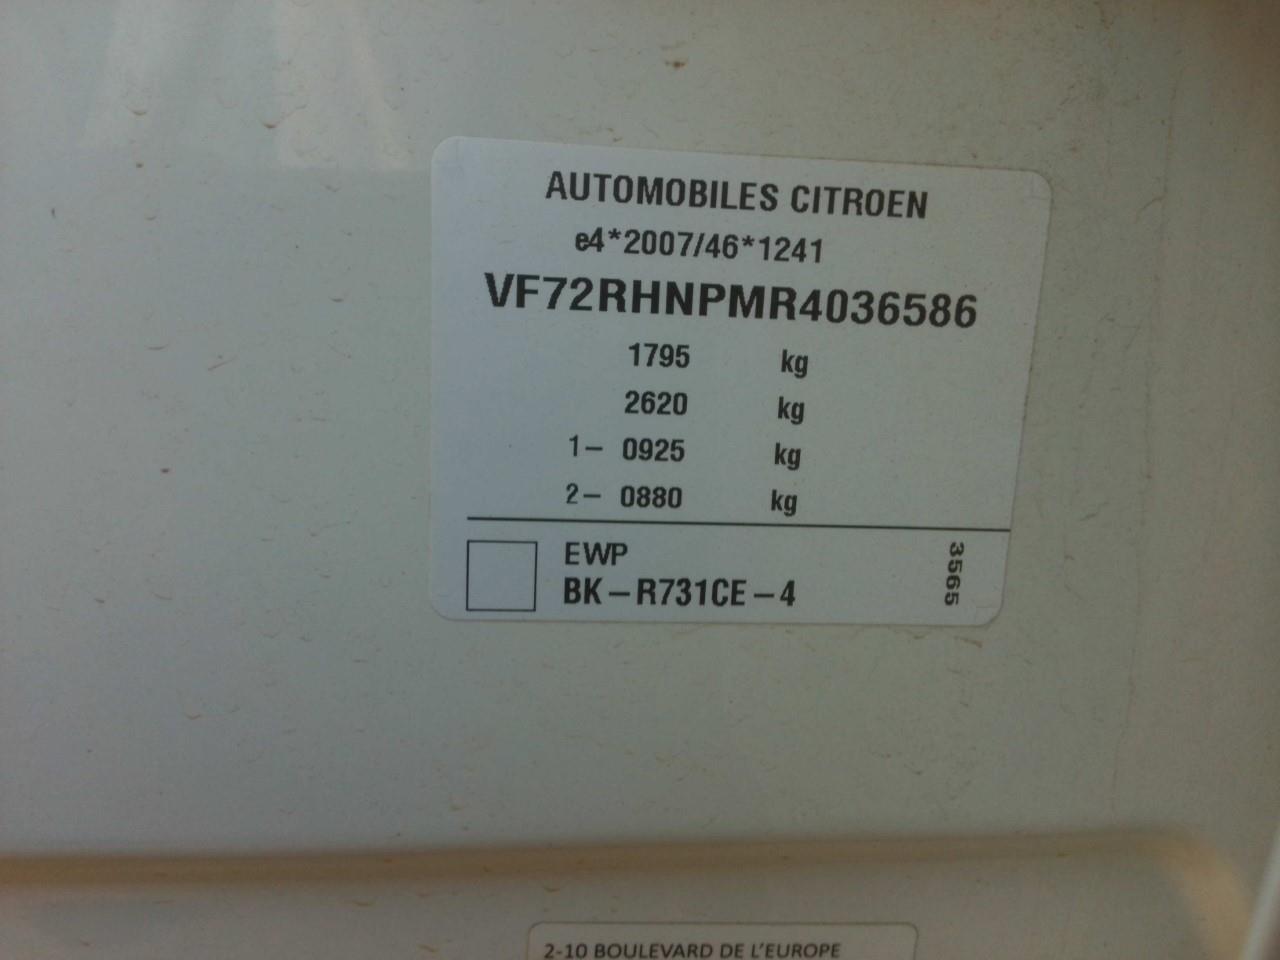 AUTOMOBILES CITROEN
e4*2007/46*1241
VF72RHNPMR4036586
1795 kg
2620 kg
1- 0925 kg
2- 0880 kg
EWP
BK-R731CE-4
3565
2-10 BOULEVARD DE L'EUROPE